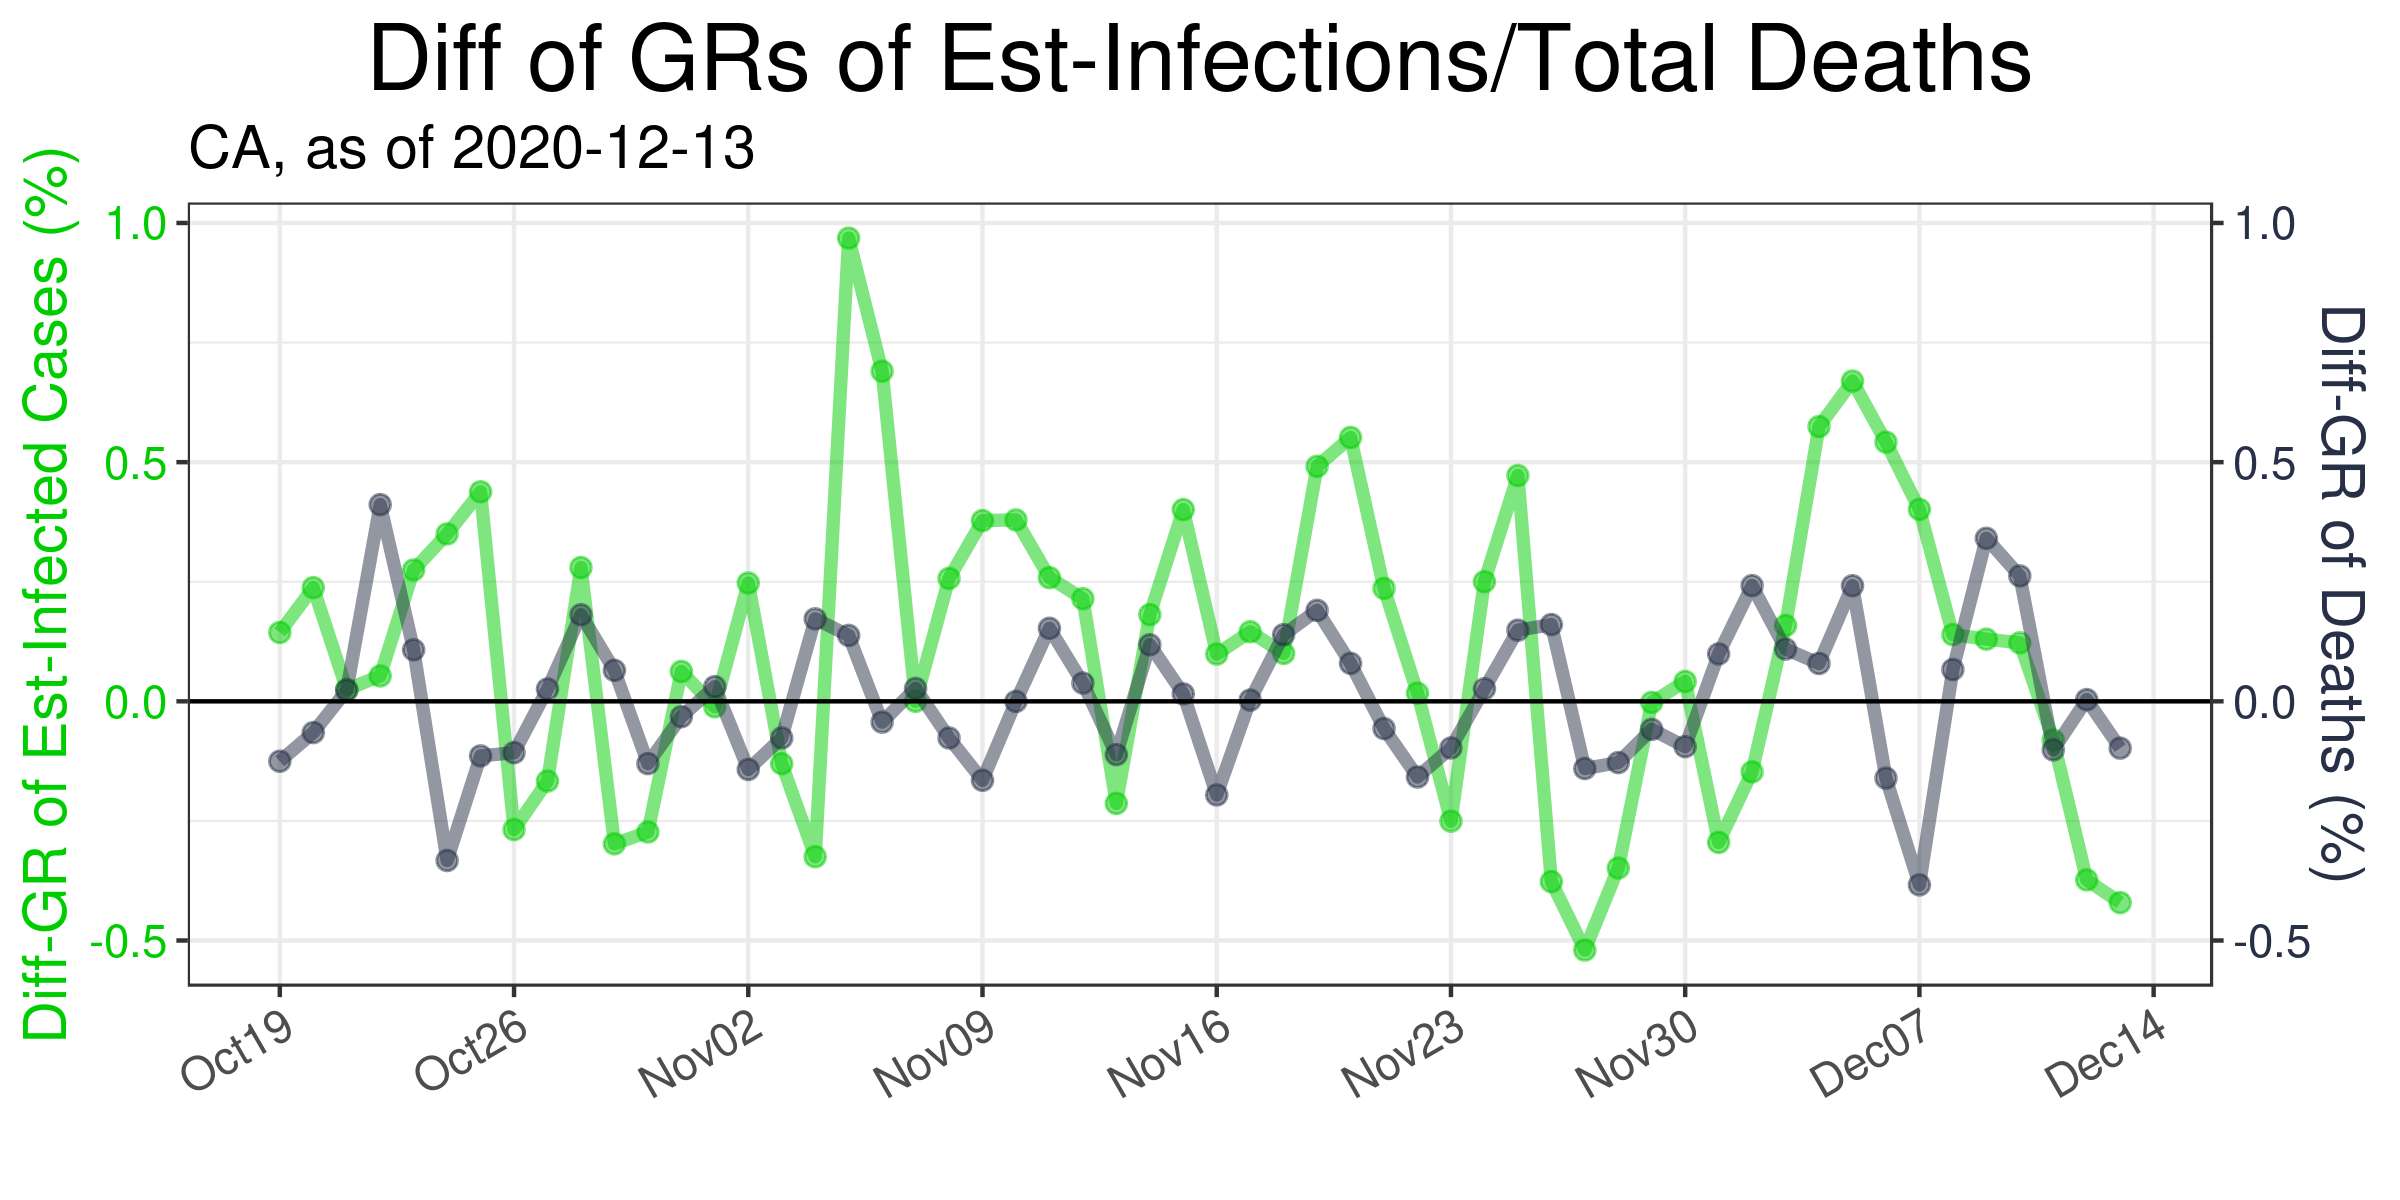 Diff of GRs of Est-Infections/Total Deaths
CA, as of 2020-12-13
Diff-GR of Est-Infected Cases (%)
1.0
0.5
0.0
-0.5
1.0
0.5
0.0
-0.5
Diff-GR of Deaths (%)
Oct19
Oct26
Nov02
Nov09
Nov16
Nov23
Nov30
Dec07
Dec14